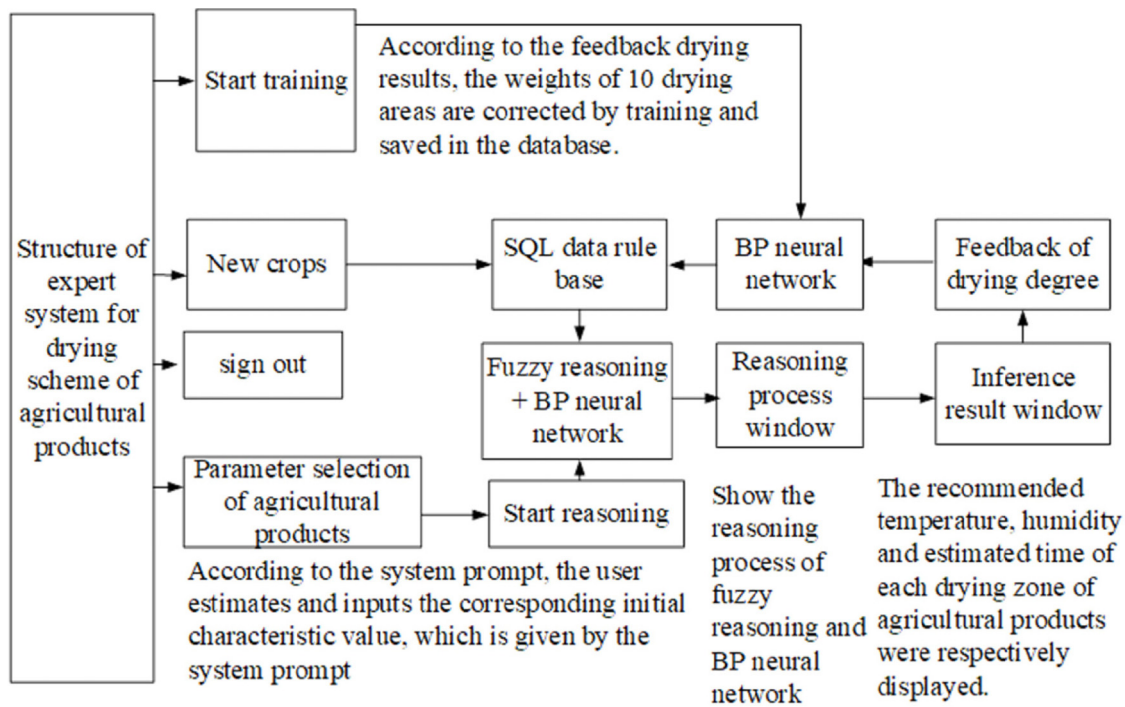 Structure of
expert
system for
drying
scheme of
agricultural
products
Start training
According to the feedback drying
results, the weights of 10 drying
areas are corrected by training and
saved in the database.
New crops
SQL data rule
base
BP neural
network
Feedback of
drying degree
sign out
Fuzzy reasoning
+ BP neural
network
Reasoning
process
window
Inference
result window
Parameter selection
of agricultural
products
Start reasoning
According to the system prompt, the user
estimates and inputs the corresponding initial
characteristic value, which is given by the
system prompt
Show the
reasoning
process of
fuzzy
reasoning and
BP neural
network
The recommended
temperature, humidity
and estimated time of
each drying zone of
agricultural products
were respectively
displayed.